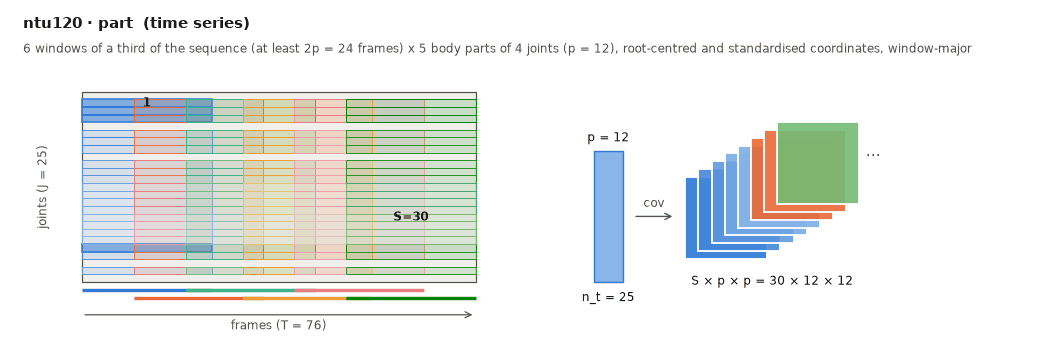 ntu120 · part (time series)
6 windows of a third of the sequence (at least 2p = 24 frames) x 5 body parts of 4 joints (p = 12), root-centred and standardised coordinates, window-major
1
joints (J = 25)
S=30
frames (T = 76)
p = 12
n_t = 25
cov
...
S × p × p = 30 × 12 × 12